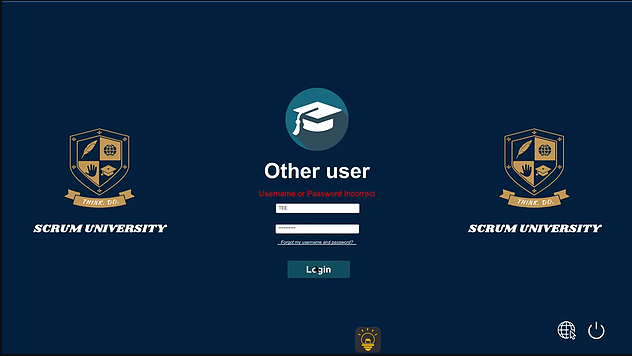 Other user
Username or Password Incorrect
TEE
********
Forgot my username and password?
Login
THINK. DO.
SCRUM UNIVERSITY
THINK. DO.
SCRUM UNIVERSITY